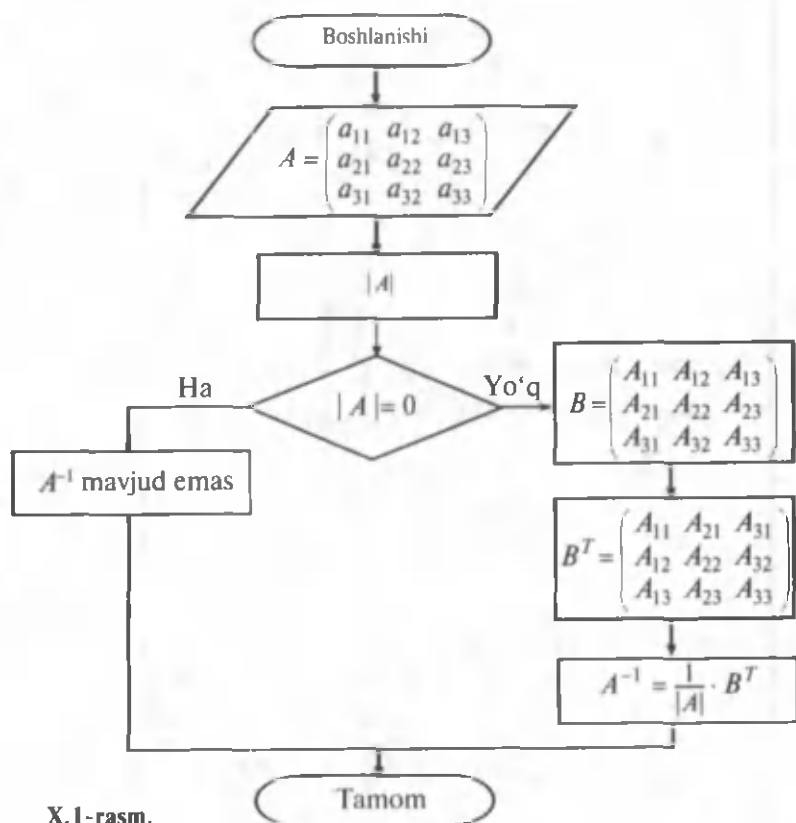 Boshlanishi
A = ( a₁₁ a₁₂ a₁₃
a₂₁ a₂₂ a₂₃
a₃₁ a₃₂ a₃₃ )
|A|
|A|= 0
Ha
Yo‘q
A⁻¹ mavjud emas
B = ( A₁₁ A₁₂ A₁₃
A₂₁ A₂₂ A₂₃
A₃₁ A₃₂ A₃₃ )
Bᵀ = ( A₁₁ A₂₁ A₃₁
A₁₂ A₂₂ A₃₂
A₁₃ A₂₃ A₃₃ )
A⁻¹ = 1/|A| · Bᵀ
Tamom
X.1-rasm.